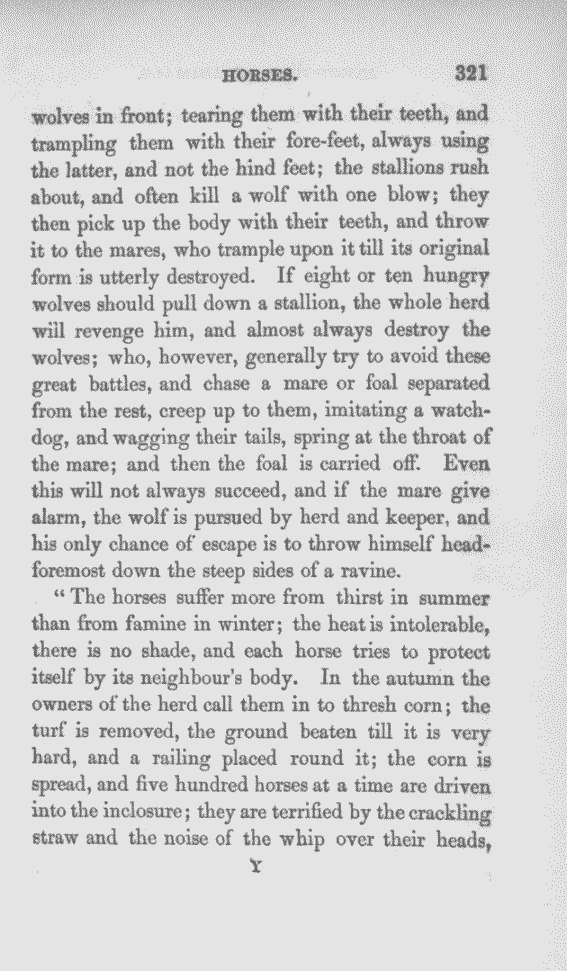 HORSES. 321
wolves in front; tearing them with their teeth, and
trampling them with their fore-feet, always using
the latter, and not the hind feet; the stallions rush
about, and often kill a wolf with one blow; they
then pick up the body with their teeth, and throw
it to the mares, who trample upon it till its original
form is utterly destroyed. If eight or ten hungry
wolves should pull down a stallion, the whole herd
will revenge him, and almost always destroy the
wolves; who, however, generally try to avoid these
great battles, and chase a mare or foal separated
from the rest, creep up to them, imitating a watch-
dog, and wagging their tails, spring at the throat of
the mare; and then the foal is carried off. Even
this will not always succeed, and if the mare give
alarm, the wolf is pursued by herd and keeper, and
his only chance of escape is to throw himself head-
foremost down the steep sides of a ravine.
“ The horses suffer more from thirst in summer
than from famine in winter; the heat is intolerable,
there is no shade, and each horse tries to protect
itself by its neighbour's body. In the autumn the
owners of the herd call them in to thresh corn; the
turf is removed, the ground beaten till it is very
hard, and a railing placed round it; the corn is
spread, and five hundred horses at a time are driven
into the inclosure; they are terrified by the crackling
straw and the noise of the whip over their heads,
Y